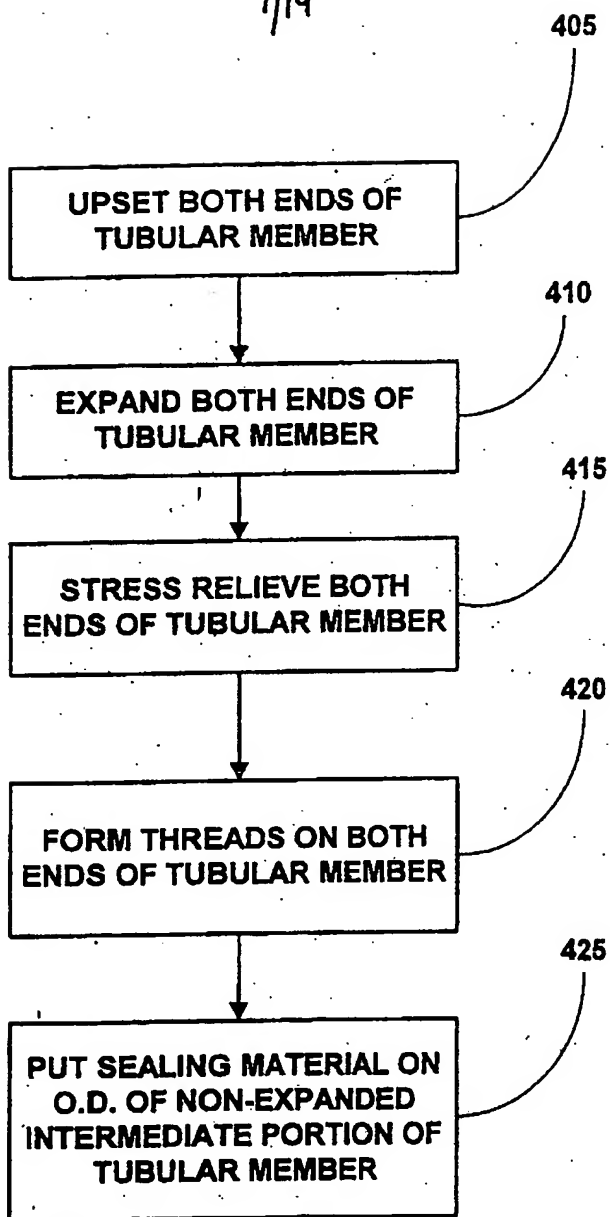 405
UPSET BOTH ENDS OF
TUBULAR MEMBER
410
EXPAND BOTH ENDS OF
TUBULAR MEMBER
415
STRESS RELIEVE BOTH
ENDS OF TUBULAR MEMBER
420
FORM THREADS ON BOTH
ENDS OF TUBULAR MEMBER
425
PUT SEALING MATERIAL ON
O.D. OF NON-EXPANDED
INTERMEDIATE PORTION OF
TUBULAR MEMBER